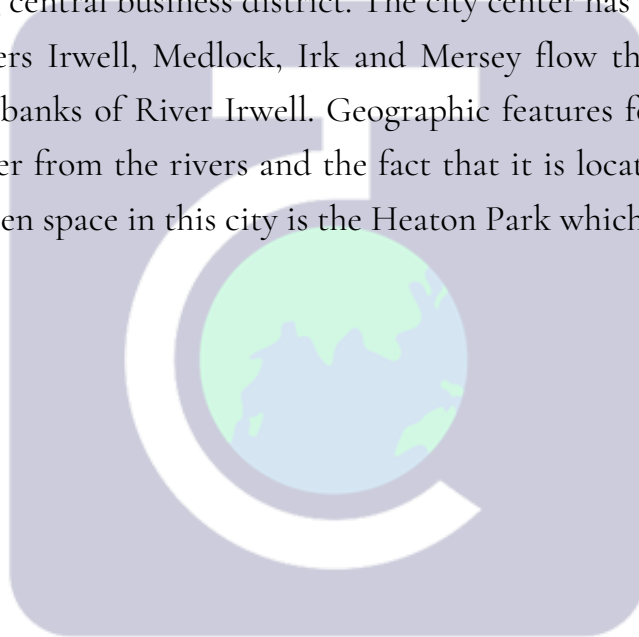 central business district. The city center has
ers Irwell, Medlock, Irk and Mersey flow th
banks of River Irwell. Geographic features f
er from the rivers and the fact that it is locat
en space in this city is the Heaton Park which